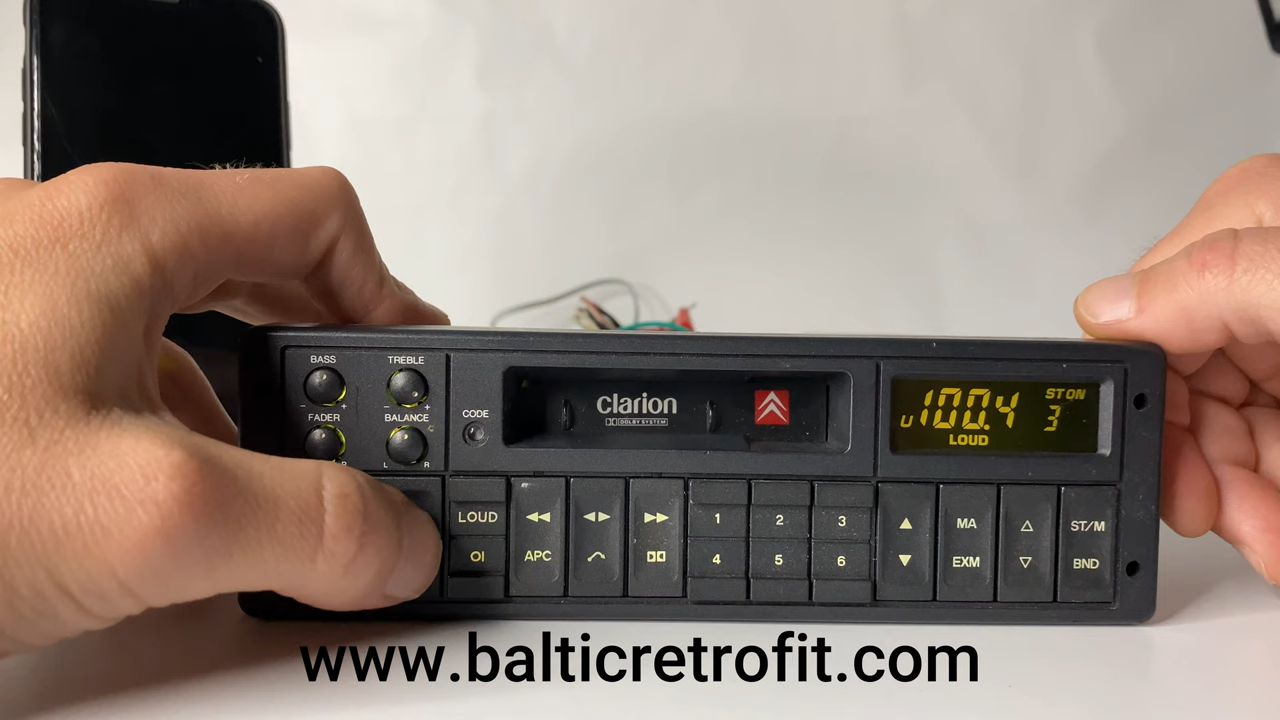 BASS TREBLE
- + - +
FADER BALANCE
R L R
CODE
clarion
DOLBY SYSTEM
u 100.4 ST ON
3
LOUD
LOUD
OI
APC
1 2 3
4 5 6
MA
EXM
ST/M
BND
www.balticretrofit.com